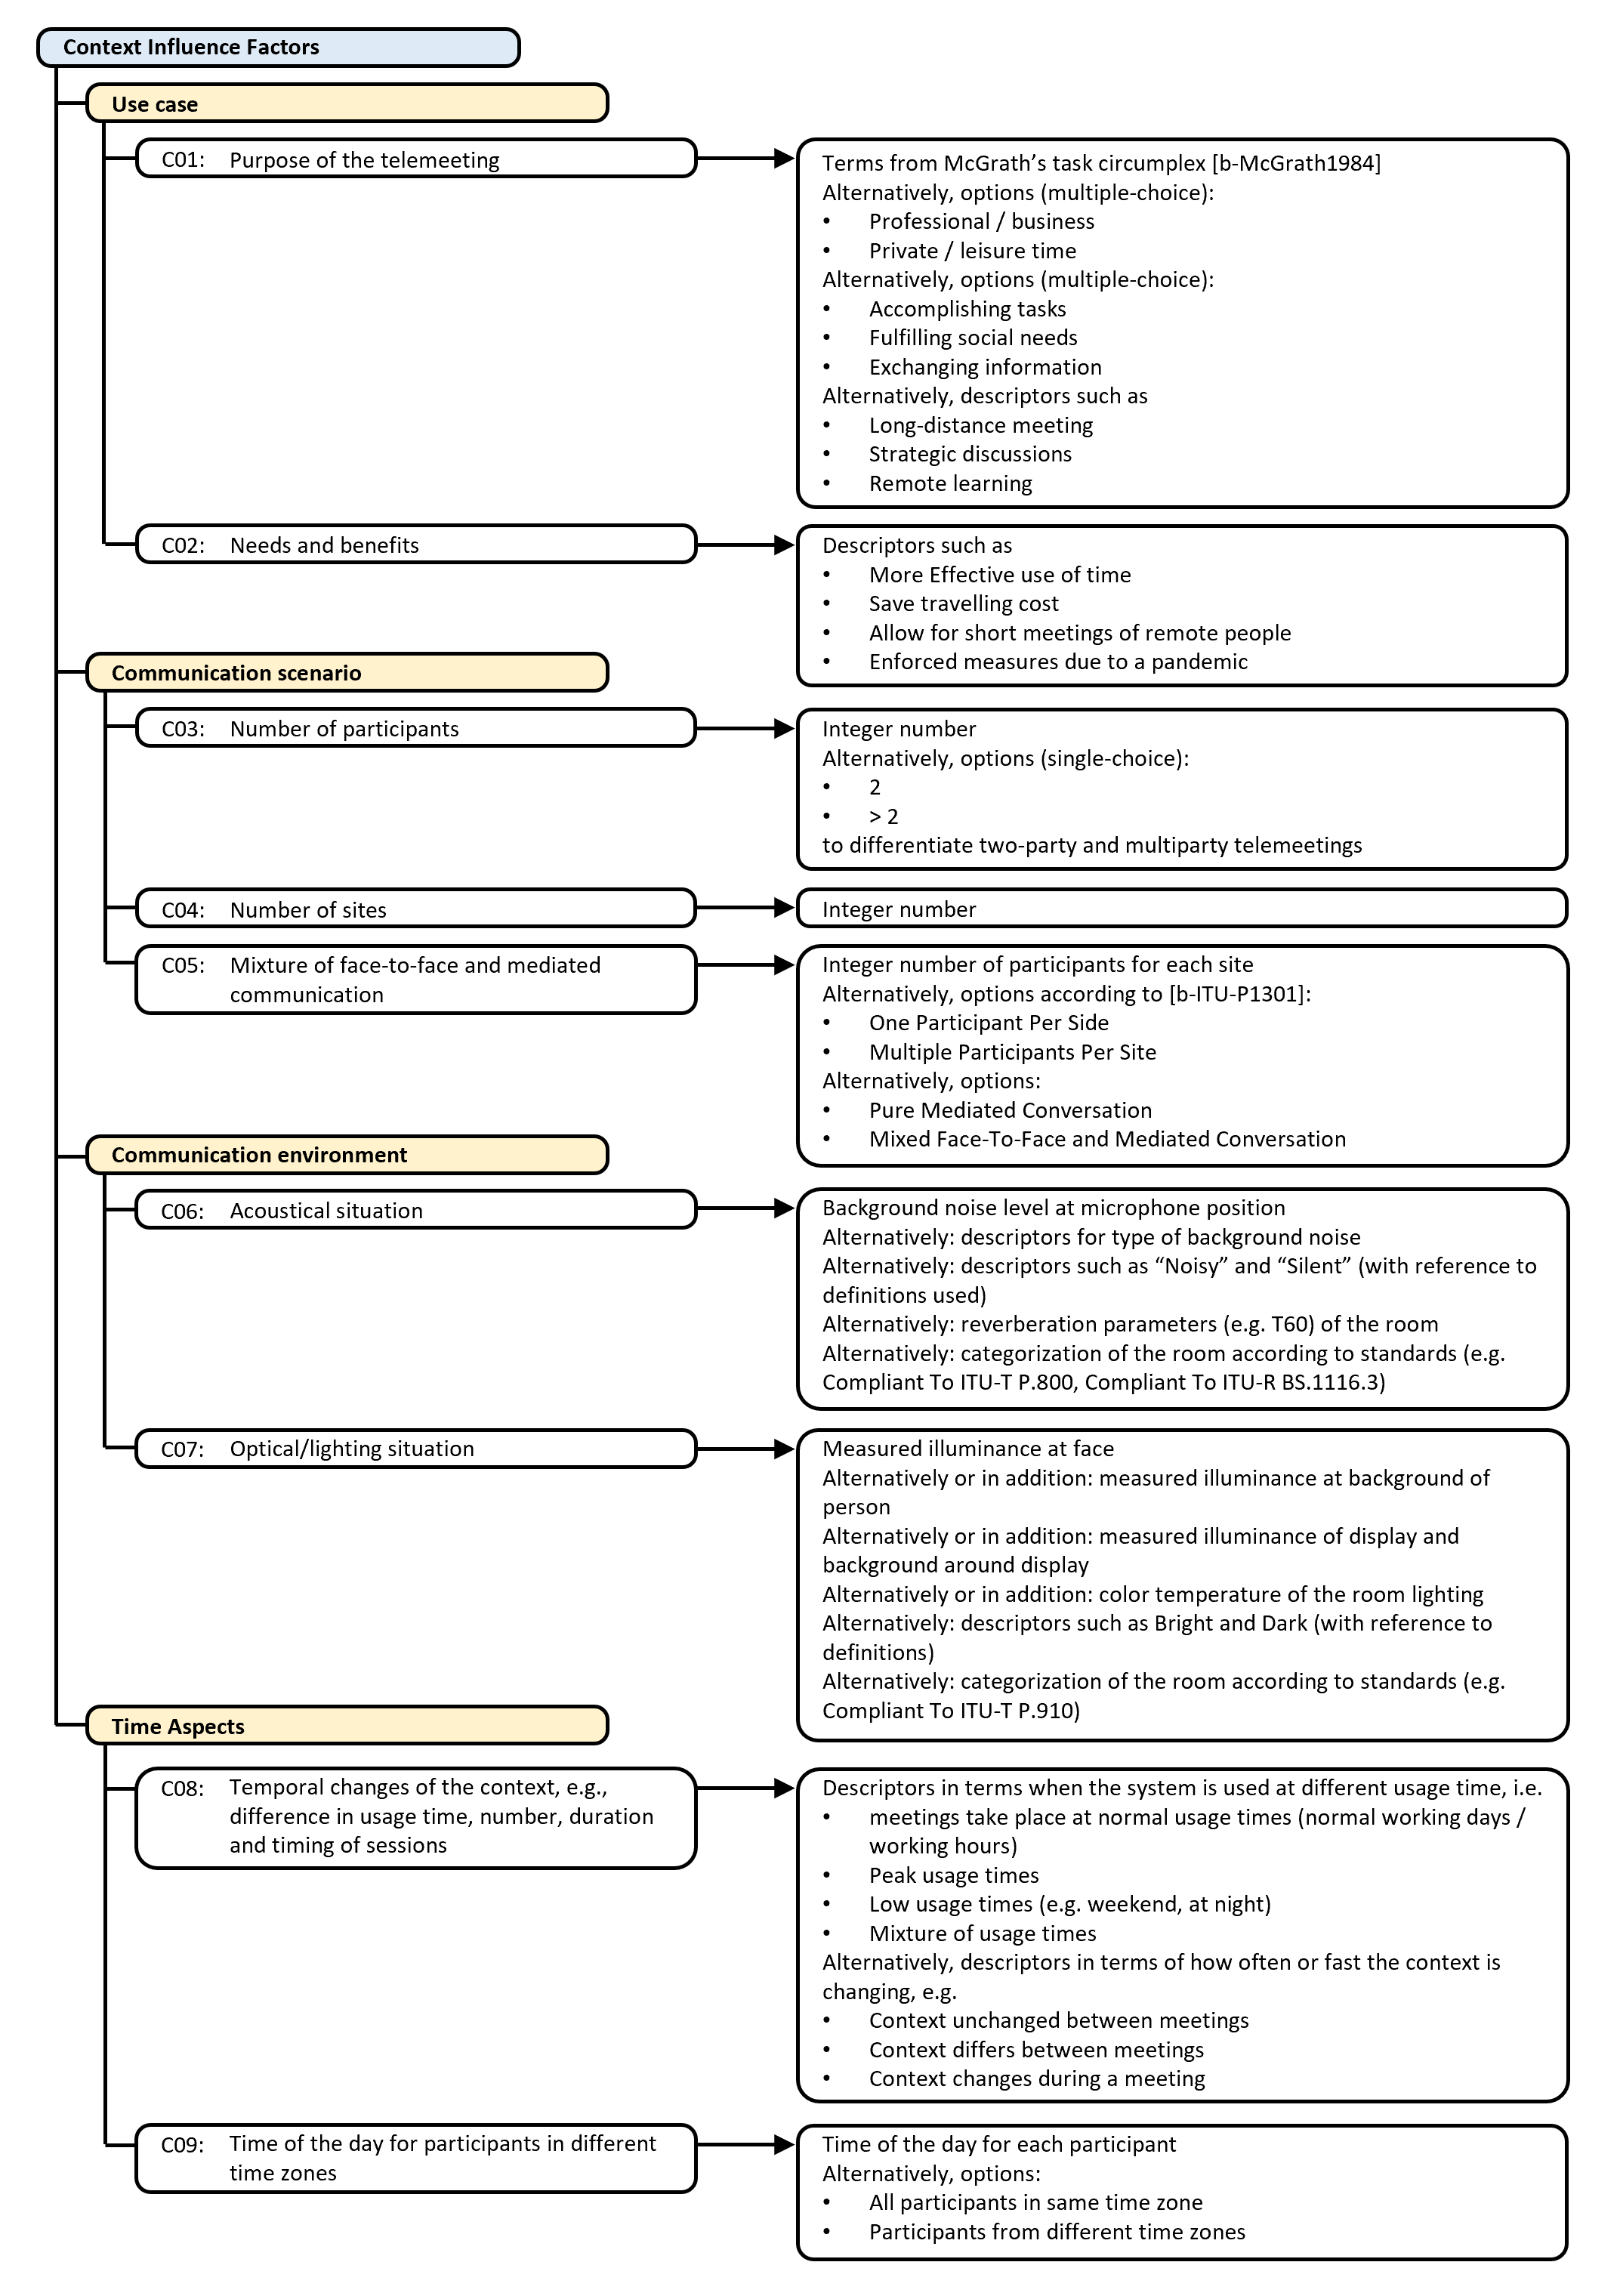 Context Influence Factors
Use case
C01: Purpose of the telemeeting
Terms from McGrath’s task circumplex [b-McGrath1984]
Alternatively, options (multiple-choice):
• Professional / business
• Private / leisure time
Alternatively, options (multiple-choice):
• Accomplishing tasks
• Fulfilling social needs
• Exchanging information
Alternatively, descriptors such as
• Long-distance meeting
• Strategic discussions
• Remote learning
C02: Needs and benefits
Descriptors such as
• More Effective use of time
• Save travelling cost
• Allow for short meetings of remote people
• Enforced measures due to a pandemic
Communication scenario
C03: Number of participants
Integer number
Alternatively, options (single-choice):
• 2
• > 2
to differentiate two-party and multiparty telemeetings
C04: Number of sites
Integer number
C05: Mixture of face-to-face and mediated
communication
Integer number of participants for each site
Alternatively, options according to [b-ITU-P1301]:
• One Participant Per Side
• Multiple Participants Per Site
Alternatively, options:
• Pure Mediated Conversation
• Mixed Face-To-Face and Mediated Conversation
Communication environment
C06: Acoustical situation
Background noise level at microphone position
Alternatively: descriptors for type of background noise
Alternatively: descriptors such as “Noisy” and “Silent” (with reference to
definitions used)
Alternatively: reverberation parameters (e.g. T60) of the room
Alternatively: categorization of the room according to standards (e.g.
Compliant To ITU-T P.800, Compliant To ITU-R BS.1116.3)
C07: Optical/lighting situation
Measured illuminance at face
Alternatively or in addition: measured illuminance at background of
person
Alternatively or in addition: measured illuminance of display and
background around display
Alternatively or in addition: color temperature of the room lighting
Alternatively: descriptors such as Bright and Dark (with reference to
definitions)
Alternatively: categorization of the room according to standards (e.g.
Compliant To ITU-T P.910)
Time Aspects
C08: Temporal changes of the context, e.g.,
difference in usage time, number, duration
and timing of sessions
Descriptors in terms when the system is used at different usage time, i.e.
• meetings take place at normal usage times (normal working days /
working hours)
• Peak usage times
• Low usage times (e.g. weekend, at night)
• Mixture of usage times
Alternatively, descriptors in terms of how often or fast the context is
changing, e.g.
• Context unchanged between meetings
• Context differs between meetings
• Context changes during a meeting
C09: Time of the day for participants in different
time zones
Time of the day for each participant
Alternatively, options:
• All participants in same time zone
• Participants from different time zones